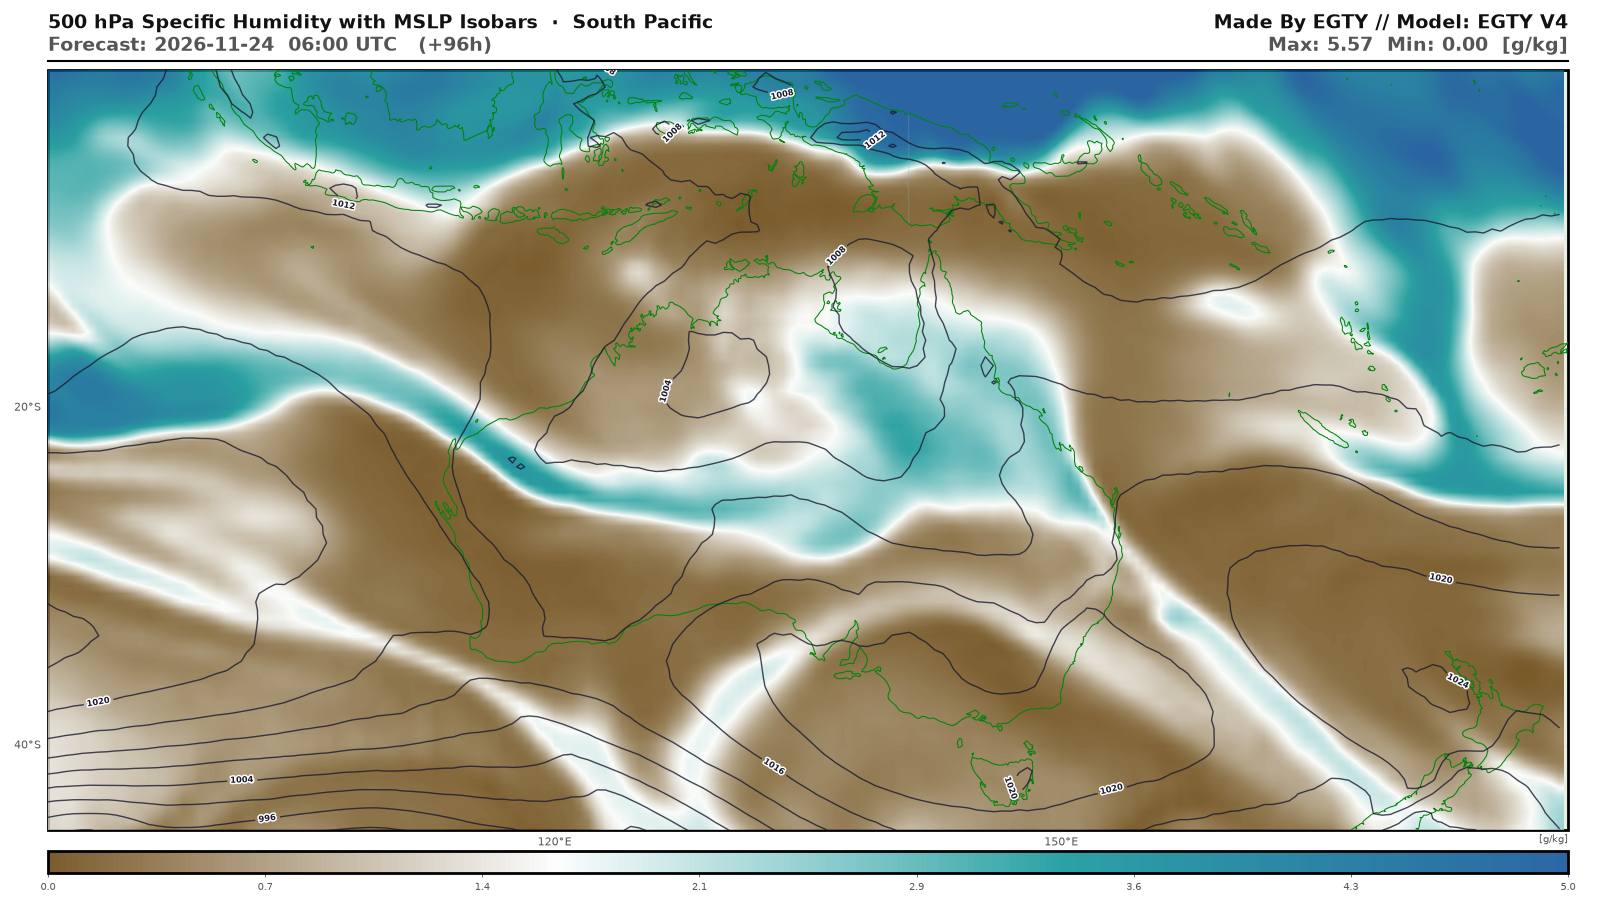 500 hPa Specific Humidity with MSLP Isobars · South Pacific
Made By EGTY // Model: EGTY V4
Forecast: 2026-11-24 06:00 UTC (+96h)
Max: 5.57 Min: 0.00 [g/kg]
1008
1008
1012
1012
1008
1004
20°S
1020
1024
1020
40°S
1016
1004
1020
1020
996
120°E
150°E
[g/kg]
0.0
0.7
1.4
2.1
2.9
3.6
4.3
5.0